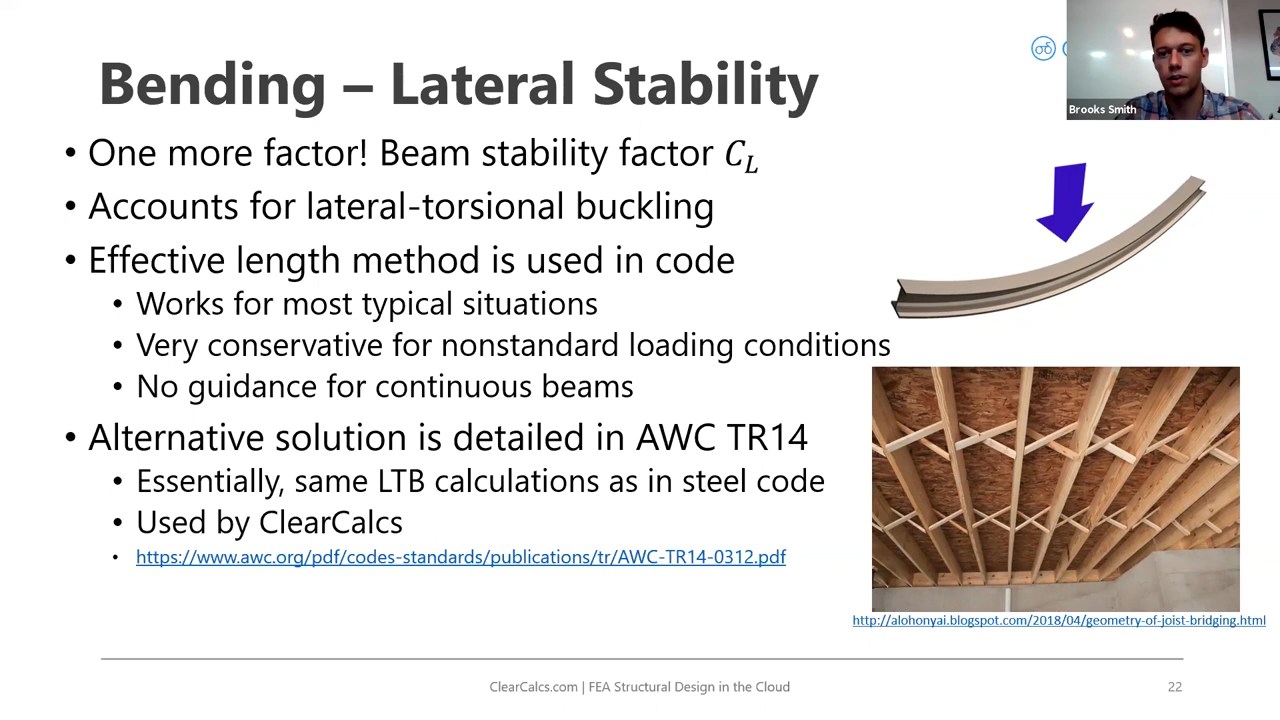 Bending – Lateral Stability
Brooks Smith
• One more factor! Beam stability factor C_L
• Accounts for lateral-torsional buckling
• Effective length method is used in code
• Works for most typical situations
• Very conservative for nonstandard loading conditions
• No guidance for continuous beams
• Alternative solution is detailed in AWC TR14
• Essentially, same LTB calculations as in steel code
• Used by ClearCalcs
• https://www.awc.org/pdf/codes-standards/publications/tr/AWC-TR14-0312.pdf
http://alohonyai.blogspot.com/2018/04/geometry-of-joist-bridging.html
ClearCalcs.com | FEA Structural Design in the Cloud
22